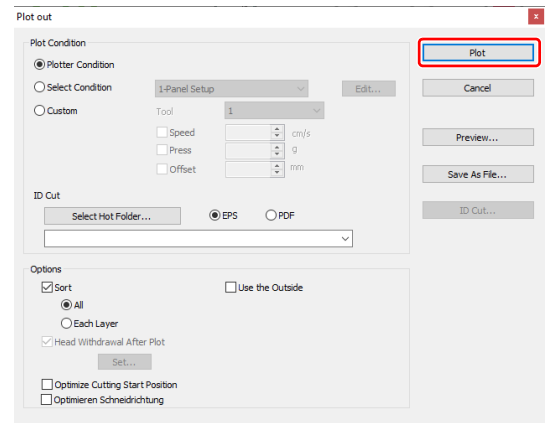 Plot out
x
Plot Condition
Plotter Condition
Select Condition
1-Panel Setup
Edit...
Custom
Tool
1
Speed
cm/s
Press
g
Offset
mm
ID Cut
Select Hot Folder...
EPS
PDF
Options
Sort
Use the Outside
All
Each Layer
Head Withdrawal After Plot
Set...
Optimize Cutting Start Position
Optimieren Schneidrichtung
Plot
Cancel
Preview...
Save As File...
ID Cut...